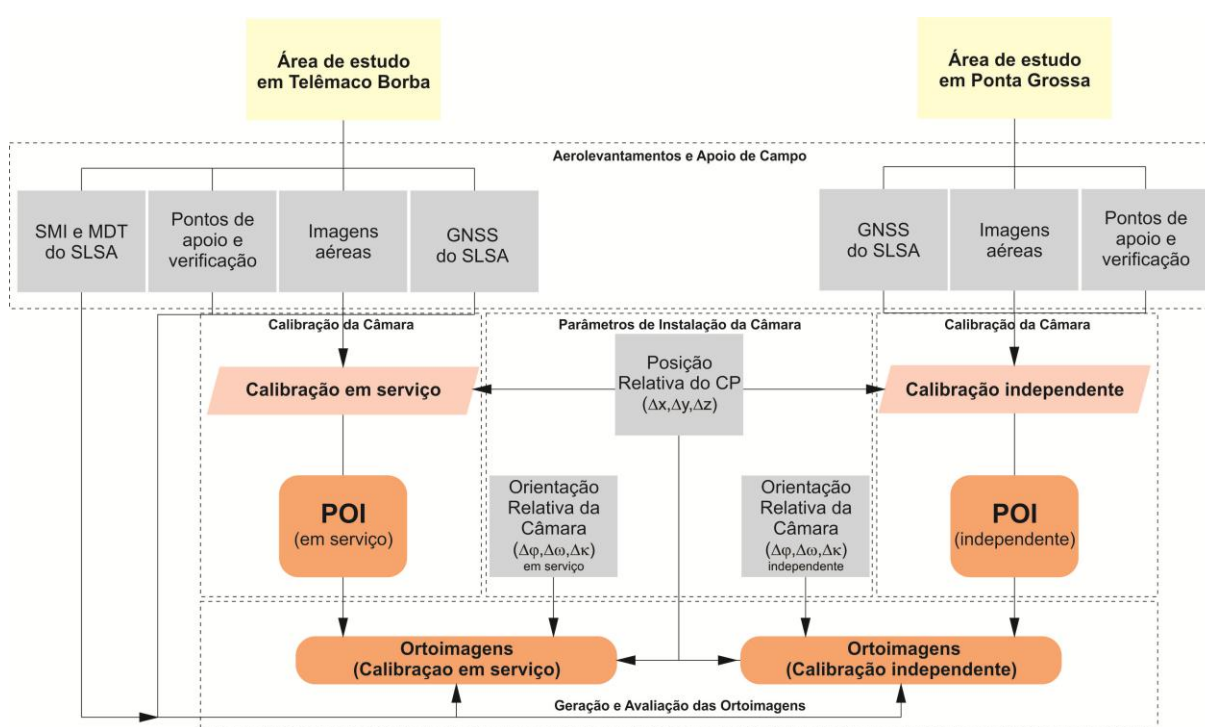 Área de estudo
em Telêmaco Borba
Área de estudo
em Ponta Grossa
Aerolevantamentos e Apoio de Campo
SMI e MDT
do SLSA
Pontos de
apoio e
verificação
Imagens
aéreas
GNSS
do SLSA
GNSS
do SLSA
Imagens
aéreas
Pontos de
apoio e
verificação
Calibração da Câmara
Parâmetros de Instalação da Câmara
Calibração da Câmara
Calibração em serviço
Posição
Relativa do CP
(Δx,Δy,Δz)
Calibração independente
POI
(em serviço)
Orientação
Relativa da
Câmara
(Δφ,Δω,Δκ)
em serviço
Orientação
Relativa da
Câmara
(Δφ,Δω,Δκ)
independente
POI
(independente)
Ortoimagens
(Calibraçao em serviço)
Ortoimagens
(Calibração independente)
Geração e Avaliação das Ortoimagens